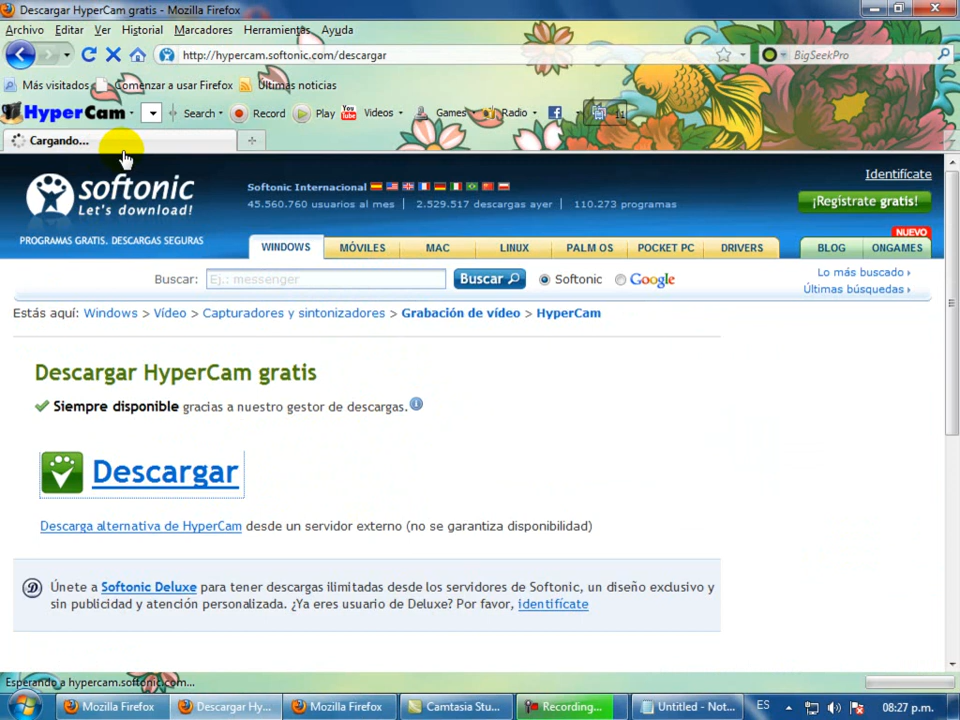 Descargar HyperCam gratis - Mozilla Firefox
Archivo Editar Ver Historial Marcadores Herramientas Ayuda
http://hypercam.softonic.com/descargar
BigSeekPro
Más visitados Comenzar a usar Firefox Últimas noticias
HyperCam Search Record Play You Tube Videos Games Radio
Cargando...
softonic
Let's download!
PROGRAMAS GRATIS. DESCARGAS SEGURAS
Softonic Internacional
45.560.760 usuarios al mes | 2.529.517 descargas ayer | 110.273 programas
Identifícate
¡Regístrate gratis!
NUEVO
WINDOWS MÓVILES MAC LINUX PALM OS POCKET PC DRIVERS BLOG ONGAMES
Buscar: Ej.: messenger Buscar Softonic Google
Lo más buscado ›
Últimas búsquedas ›
Estás aquí: Windows > Vídeo > Capturadores y sintonizadores > Grabación de vídeo > HyperCam
Descargar HyperCam gratis
Siempre disponible gracias a nuestro gestor de descargas.
Descargar
Descarga alternativa de HyperCam desde un servidor externo (no se garantiza disponibilidad)
Únete a Softonic Deluxe para tener descargas ilimitadas desde los servidores de Softonic, un diseño exclusivo y
sin publicidad y atención personalizada. ¿Ya eres usuario de Deluxe? Por favor, identifícate
Esperando a hypercam.softonic.com...
Mozilla Firefox Descargar Hy... Mozilla Firefox Camtasia Stu... Recording... Untitled - Not... ES 08:27 p.m.